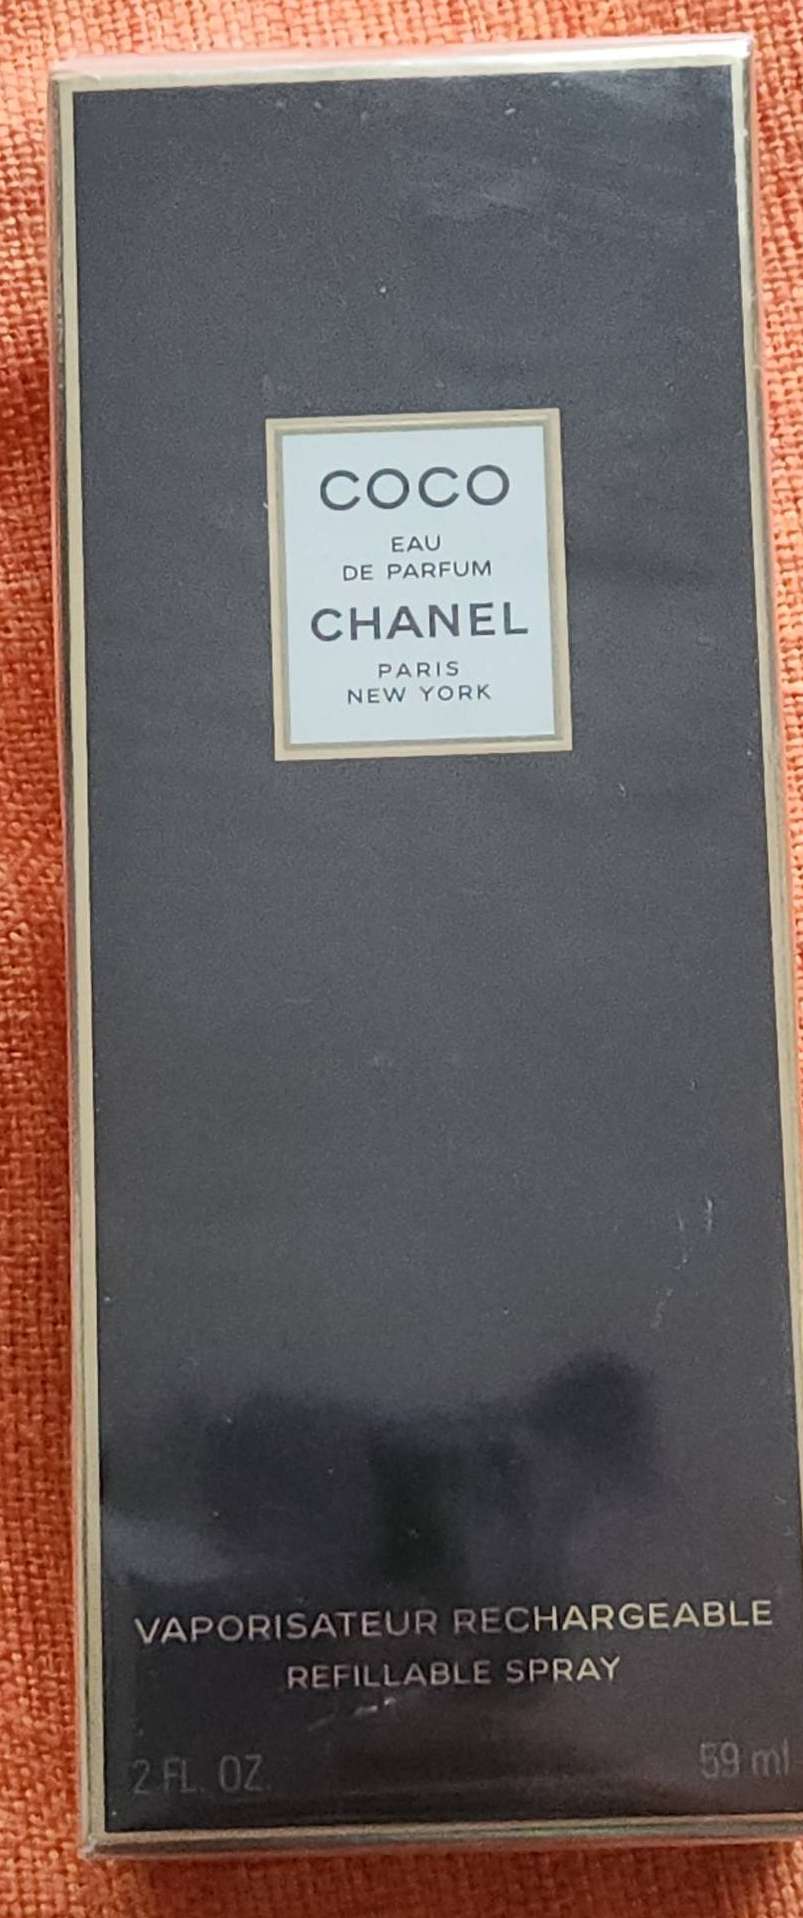 COCO
EAU
DE PARFUM
CHANEL
PARIS
NEW YORK
VAPORISATEUR RECHARGEABLE
REFILLABLE SPRAY
2 FL. OZ. 59 ml